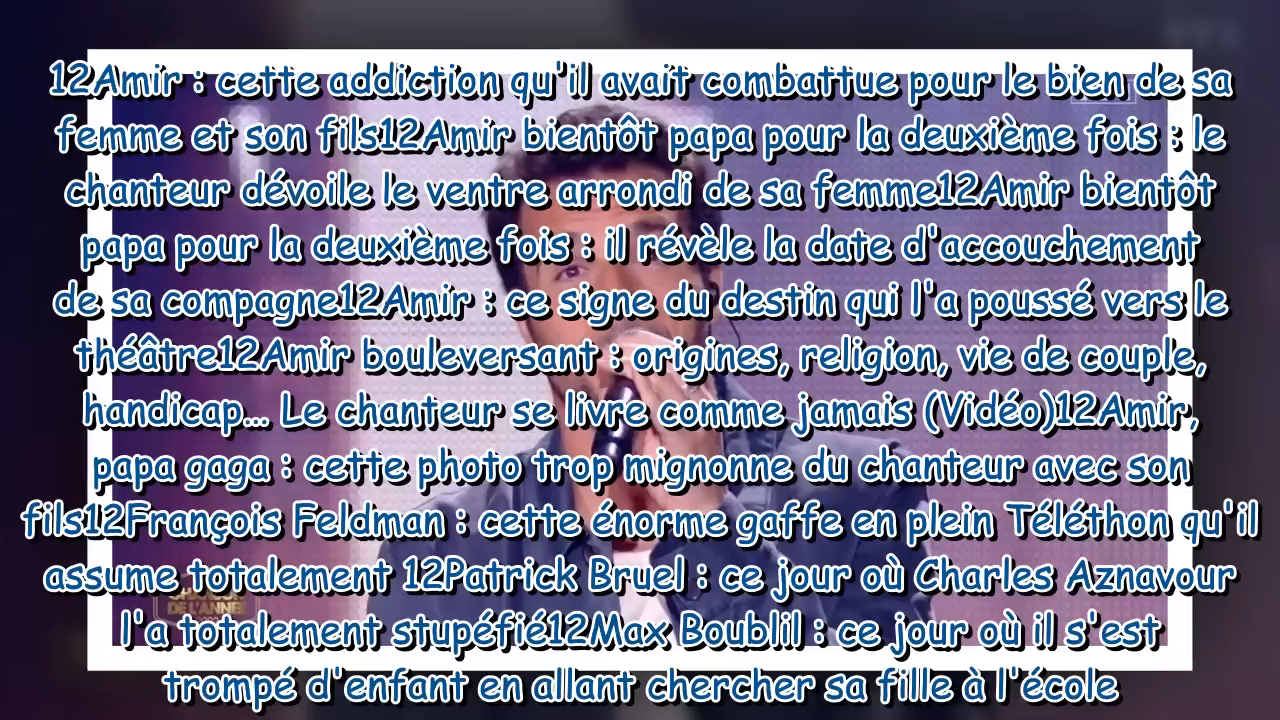 12Amir : cette addiction qu'il avait combattue pour le bien de sa
femme et son fils12Amir bientôt papa pour la deuxième fois : le
chanteur dévoile le ventre arrondi de sa femme12Amir bientôt
papa pour la deuxième fois : il révèle la date d'accouchement
de sa compagne12Amir : ce signe du destin qui l'a poussé vers le
théâtre12Amir bouleversant : origines, religion, vie de couple,
handicap... Le chanteur se livre comme jamais (Vidéo)12Amir,
papa gaga : cette photo trop mignonne du chanteur avec son
fils12François Feldman : cette énorme gaffe en plein Téléthon qu'il
assume totalement 12Patrick Bruel : ce jour où Charles Aznavour
l'a totalement stupéfié12Max Boublil : ce jour où il s'est
trompé d'enfant en allant chercher sa fille à l'école
DE L'ANNÉE